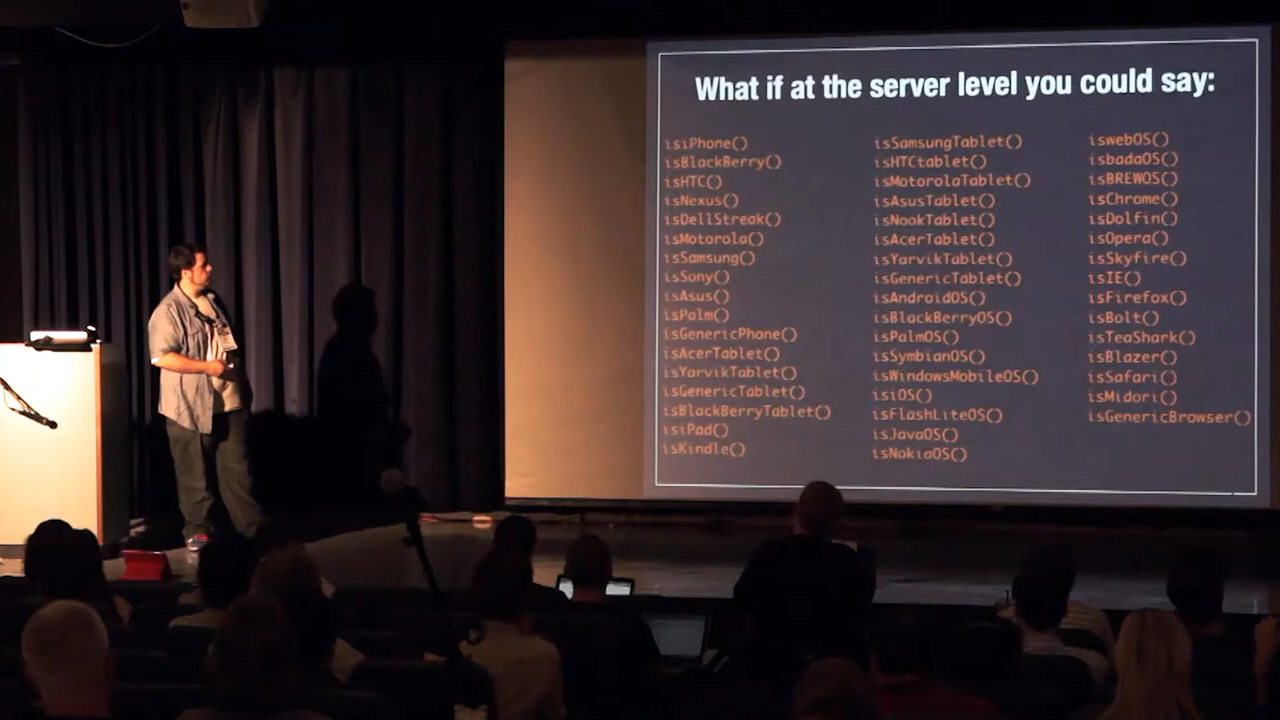 What if at the server level you could say:
isiPhone()
isBlackBerry()
isHTC()
isNexus()
isDellStreak()
isMotorola()
isSamsung()
isSony()
isAsus()
isPalm()
isGenericPhone()
isAcerTablet()
isYarvikTablet()
isGenericTablet()
isBlackBerryTablet()
isiPad()
isKindle()
isSamsungTablet()
isHTCtablet()
isMotorolaTablet()
isAsusTablet()
isNookTablet()
isAcerTablet()
isYarvikTablet()
isGenericTablet()
isAndroidOS()
isBlackBerryOS()
isPalmOS()
isSymbianOS()
isWindowsMobileOS()
isiOS()
isFlashLiteOS()
isJavaOS()
isNokiaOS()
iswebOS()
isbadaOS()
isBREWOS()
isChrome()
isDolfin()
isOpera()
isSkyfire()
isIE()
isFirefox()
isBolt()
isTeaShark()
isBlazer()
isSafari()
isMidori()
isGenericBrowser()